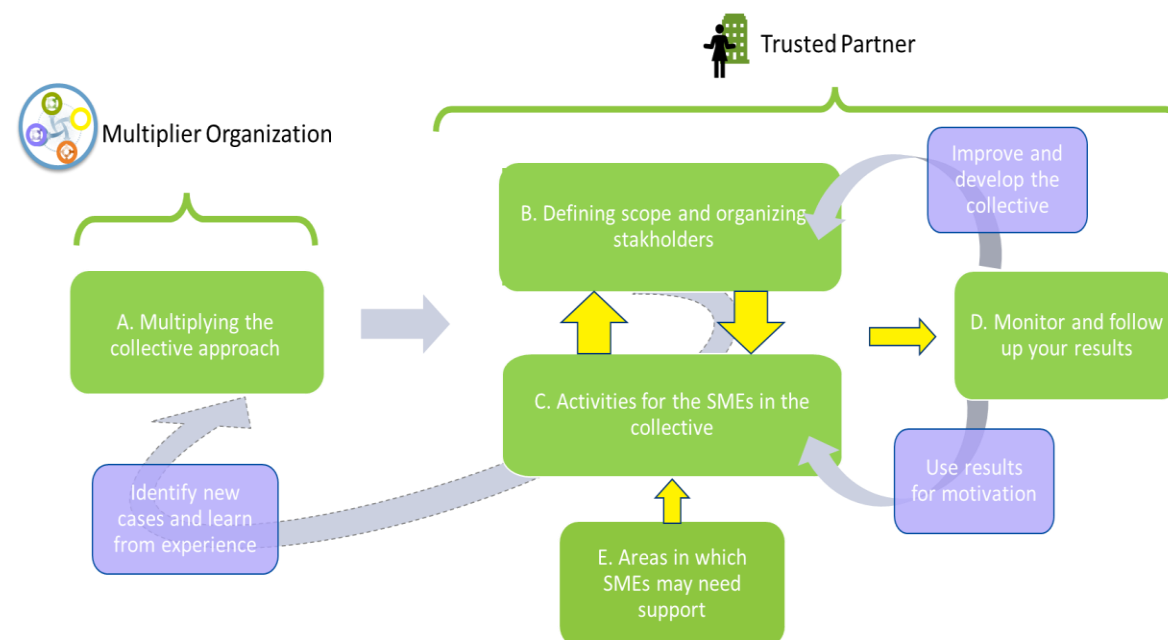 Trusted Partner
Multiplier Organization
Improve and
develop the
collective
B. Defining scope and organizing
stakholders
A. Multiplying the
collective approach
D. Monitor and follow
up your results
C. Activities for the SMEs in the
collective
Use results
for motivation
Identify new
cases and learn
from experience
E. Areas in which
SMEs may need
support